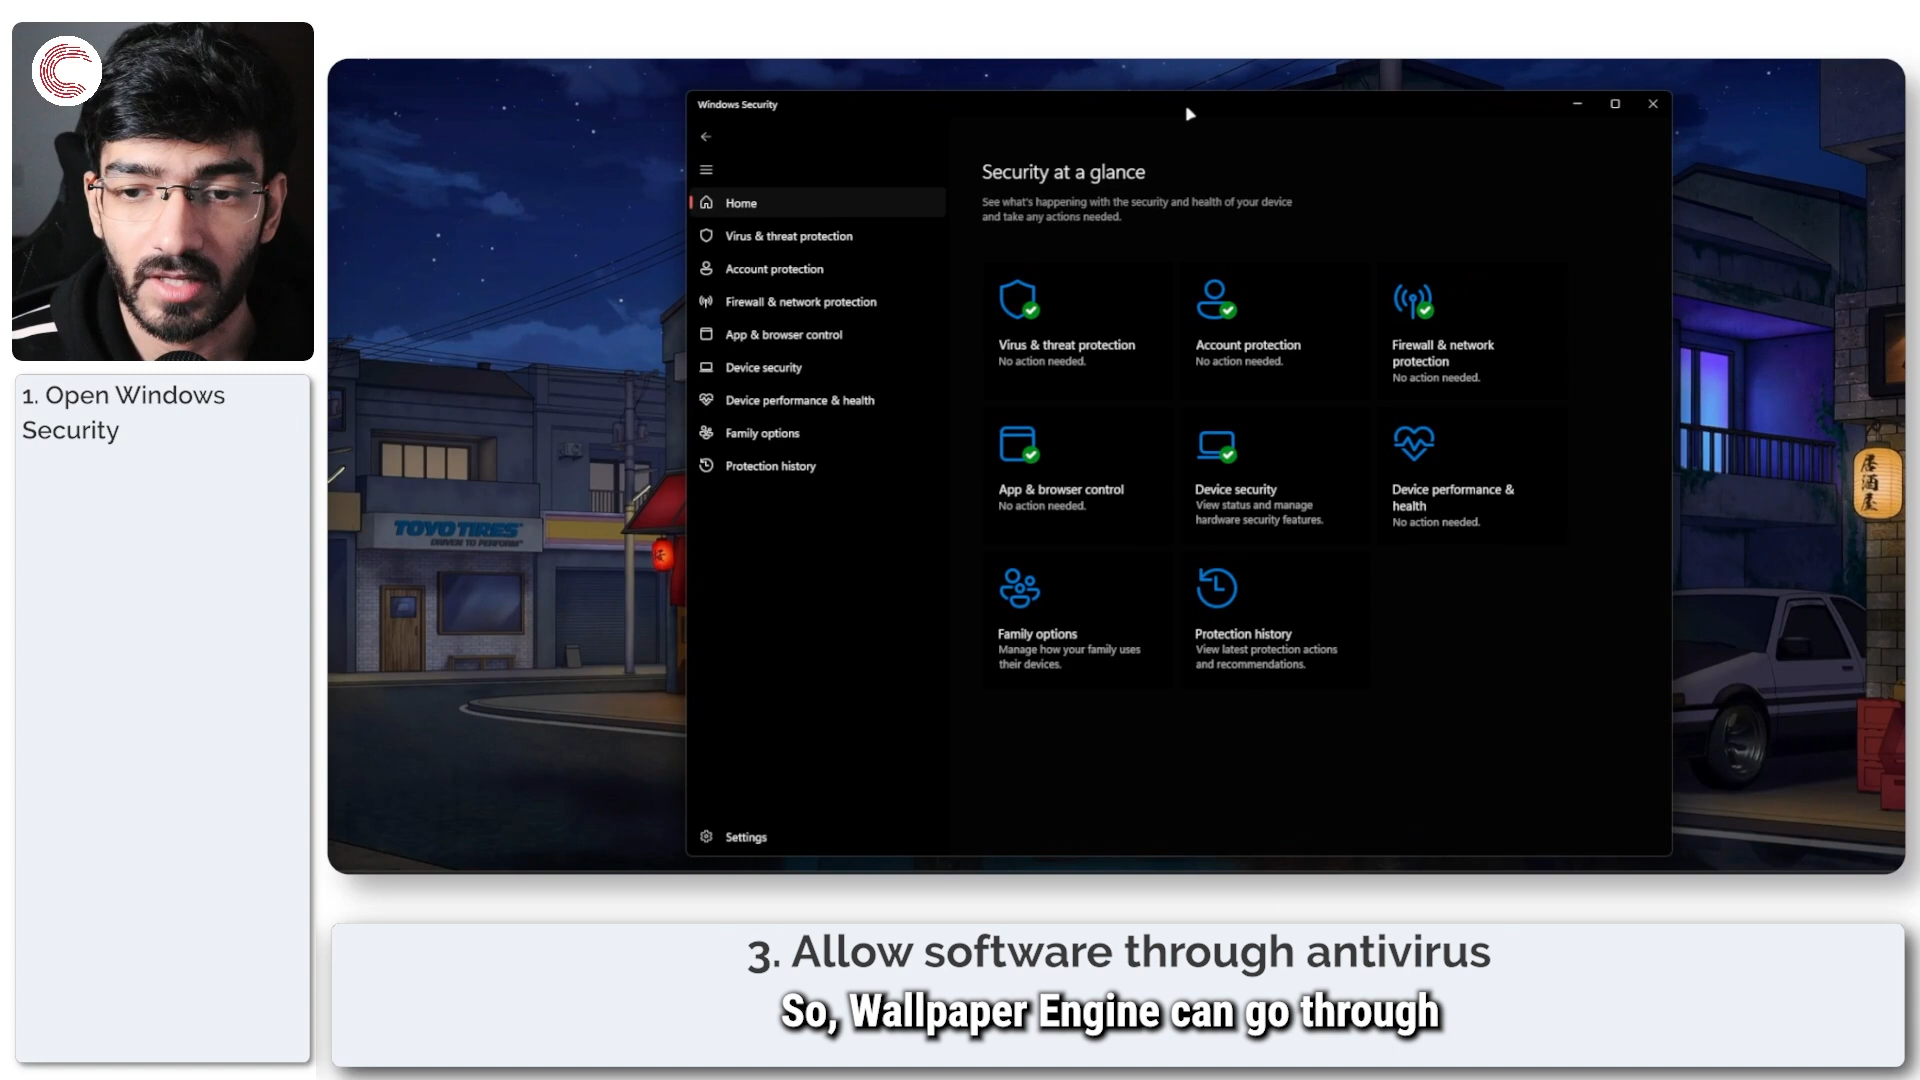 1. Open Windows
Security
Windows Security
Home
Virus & threat protection
Account protection
Firewall & network protection
App & browser control
Device security
Device performance & health
Family options
Protection history
Settings
Security at a glance
See what's happening with the security and health of your device
and take any actions needed.
Virus & threat protection
No action needed.
Account protection
No action needed.
Firewall & network
protection
No action needed.
App & browser control
No action needed.
Device security
View status and manage
hardware security features.
Device performance &
health
No action needed.
Family options
Manage how your family uses
their devices.
Protection history
View latest protection actions
and recommendations.
TOYO TIRES
DRIVEN TO PERFORM
居酒屋
3. Allow software through antivirus
So, Wallpaper Engine can go through